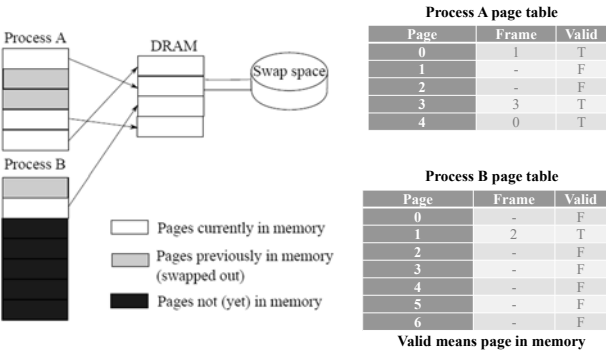 Process A
DRAM
Swap space
Process B
Pages currently in memory
Pages previously in memory
(swapped out)
Pages not (yet) in memory
Process A page table
Page Frame Valid
0 1 T
1 - F
2 - F
3 3 T
4 0 T
Process B page table
Page Frame Valid
0 - F
1 2 T
2 - F
3 - F
4 - F
5 - F
6 - F
Valid means page in memory